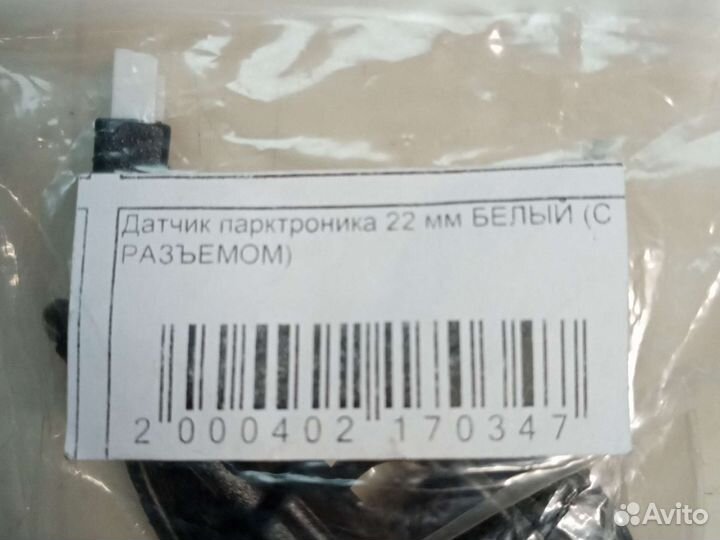 Датчик парктроника 22 мм БЕЛЫЙ (С
РАЗЪЕМОМ)
2 000402 170347
Avito